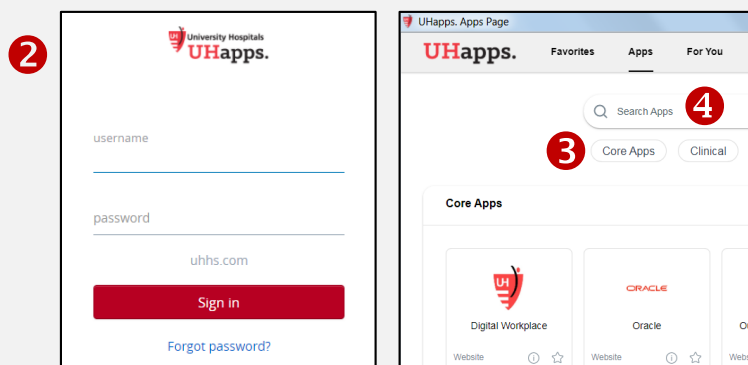 2
University Hospitals
UHapps.
username
password
uhhs.com
Sign in
Forgot password?
UHapps. Apps Page
UHapps.
Favorites Apps For You
Search Apps 4
3 Core Apps Clinical
Core Apps
UH
ORACLE
Digital Workplace Oracle
Website Website